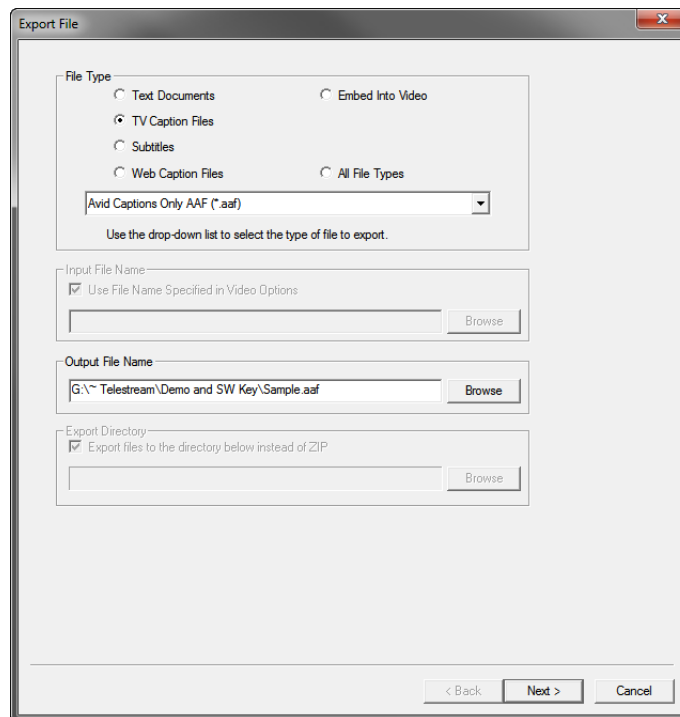 Export File
File Type
Text Documents
Embed Into Video
TV Caption Files
Subtitles
Web Caption Files
All File Types
Avid Captions Only AAF (*.aaf)
Use the drop-down list to select the type of file to export.
Input File Name
Use File Name Specified in Video Options
Browse
Output File Name
G:\~ Telestream\Demo and SW Key\Sample.aaf
Browse
Export Directory
Export files to the directory below instead of ZIP
Browse
< Back
Next >
Cancel